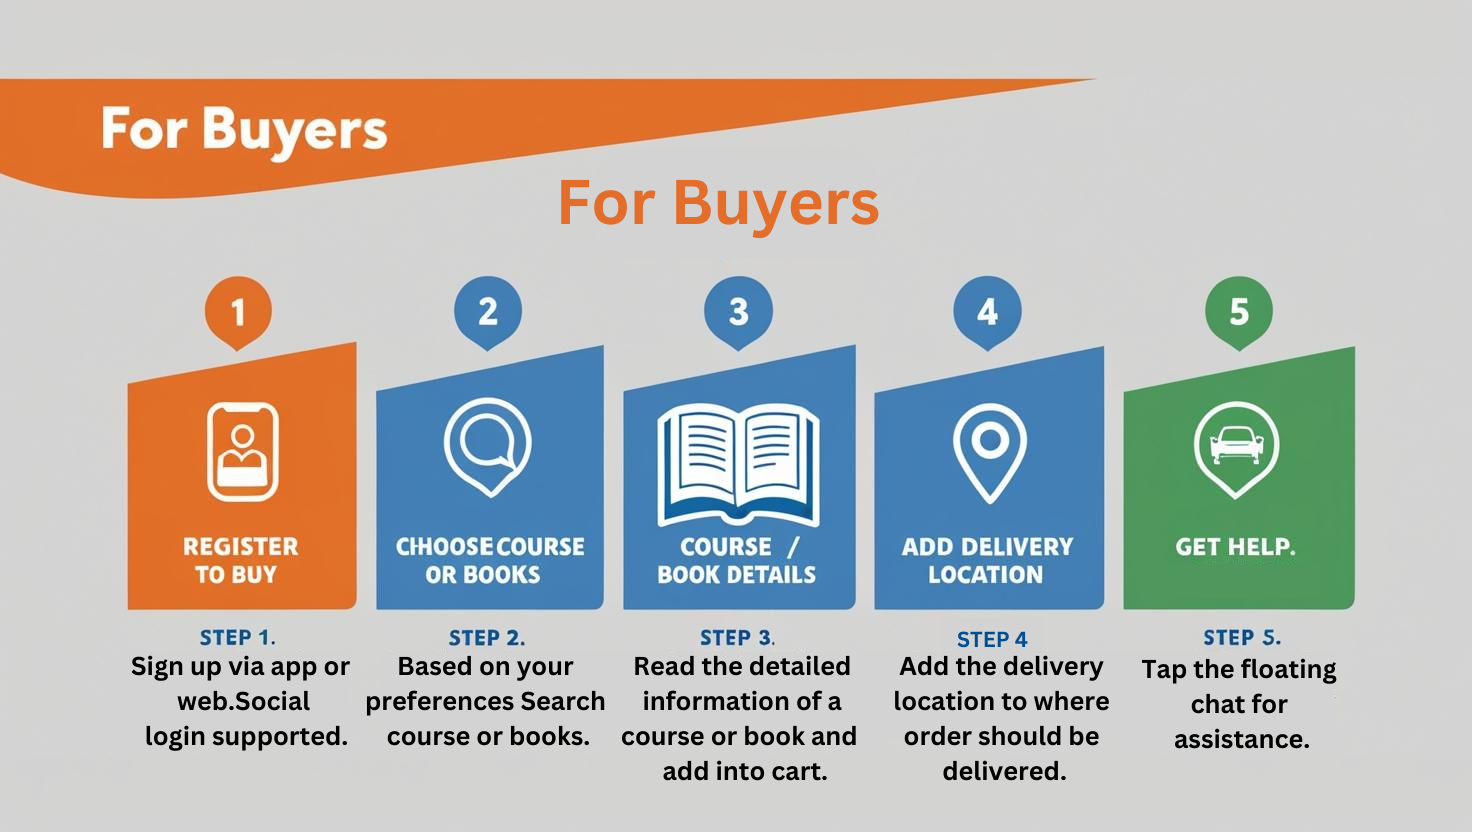 For Buyers
For Buyers
1
2
3
4
5
REGISTER
TO BUY
CHHOOSE COURSE
OR BOOKS
COURSE /
BOOK DETAILS
ADD DELIVERY
LOCATION
GET HELP.
STEP 1.
Sign up via app or
web.Social
login supported.
STEP 2.
Based on your
preferences Search
course or books.
STEP 3.
Read the detailed
information of a
course or book and
add into cart.
STEP 4
Add the delivery
location to where
order should be
delivered.
STEP 5.
Tap the floating
chat for
assistance.